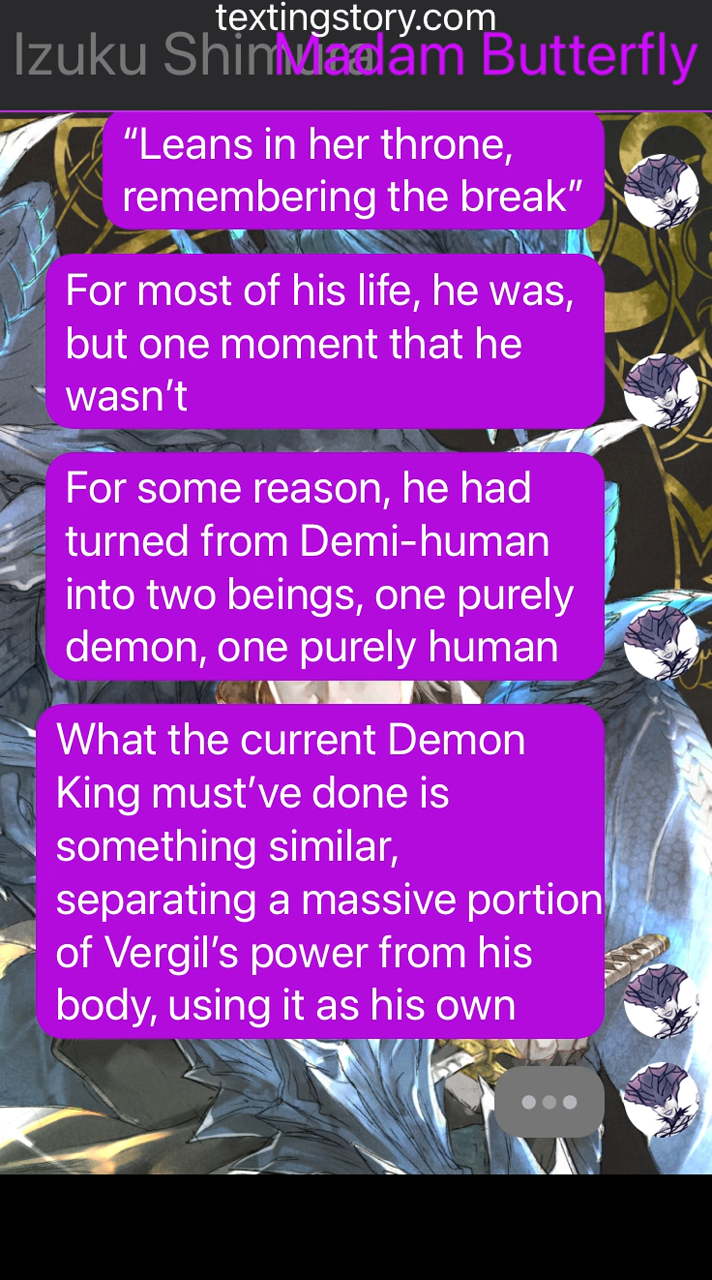 textingstory.com
Izuku Shimura Madam Butterfly
“Leans in her throne,
remembering the break”
For most of his life, he was,
but one moment that he
wasn’t
For some reason, he had
turned from Demi-human
into two beings, one purely
demon, one purely human
What the current Demon
King must’ve done is
something similar,
separating a massive portion
of Vergil’s power from his
body, using it as his own